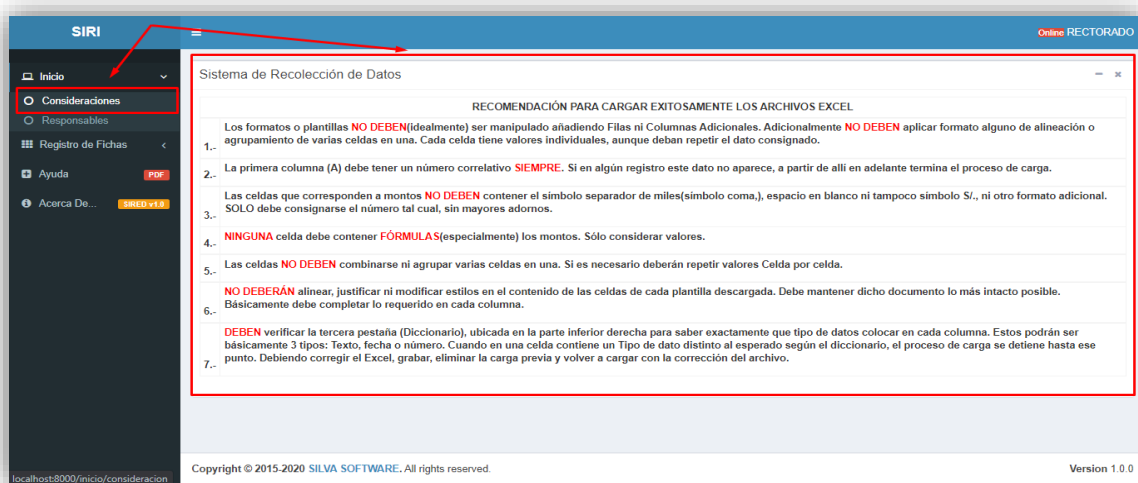 SIRI
Online RECTORADO
Inicio
Consideraciones
Responsables
Registro de Fichas
Ayuda PDF
Acerca De... SIRED v1.0
Sistema de Recolección de Datos
RECOMENDACIÓN PARA CARGAR EXITOSAMENTE LOS ARCHIVOS EXCEL
Los formatos o plantillas NO DEBEN(idealmente) ser manipulado añadiendo Filas ni Columnas Adicionales. Adicionalmente NO DEBEN aplicar formato alguno de alineación o
1.- agrupamiento de varias celdas en una. Cada celda tiene valores individuales, aunque deban repetir el dato consignado.
2.- La primera columna (A) debe tener un número correlativo SIEMPRE. Si en algún registro este dato no aparece, a partir de allí en adelante termina el proceso de carga.
Las celdas que corresponden a montos NO DEBEN contener el símbolo separador de miles(símbolo coma,), espacio en blanco ni tampoco símbolo S/., ni otro formato adicional.
3.- SOLO debe consignarse el número tal cual, sin mayores adornos.
4.- NINGUNA celda debe contener FÓRMULAS(especialmente) los montos. Sólo considerar valores.
5.- Las celdas NO DEBEN combinarse ni agrupar varias celdas en una. Si es necesario deberán repetir valores Celda por celda.
NO DEBERÁN alinear, justificar ni modificar estilos en el contenido de las celdas de cada plantilla descargada. Debe mantener dicho documento lo más intacto posible.
6.- Básicamente debe completar lo requerido en cada columna.
DEBEN verificar la tercera pestaña (Diccionario), ubicada en la parte inferior derecha para saber exactamente que tipo de datos colocar en cada columna. Estos podrán ser
básicamente 3 tipos: Texto, fecha o número. Cuando en una celda contiene un Tipo de dato distinto al esperado según el diccionario, el proceso de carga se detiene hasta ese
7.- punto. Debiendo corregir el Excel, grabar, eliminar la carga previa y volver a cargar con la corrección del archivo.
Copyright © 2015-2020 SILVA SOFTWARE. All rights reserved.
Version 1.0.0
localhost:8000/inicio/consideracion